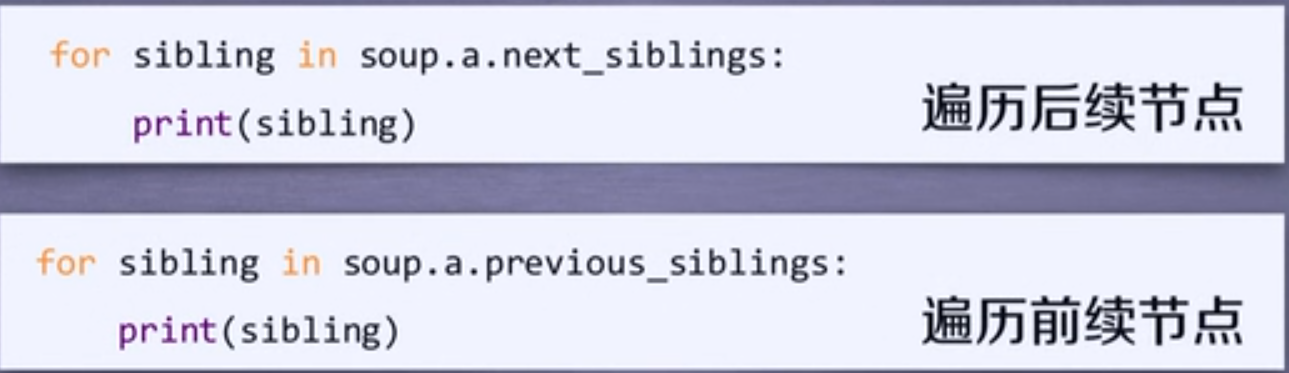 for sibling in soup.a.next_siblings:
    print(sibling)
遍历后续节点
for sibling in soup.a.previous_siblings:
    print(sibling)
遍历前续节点